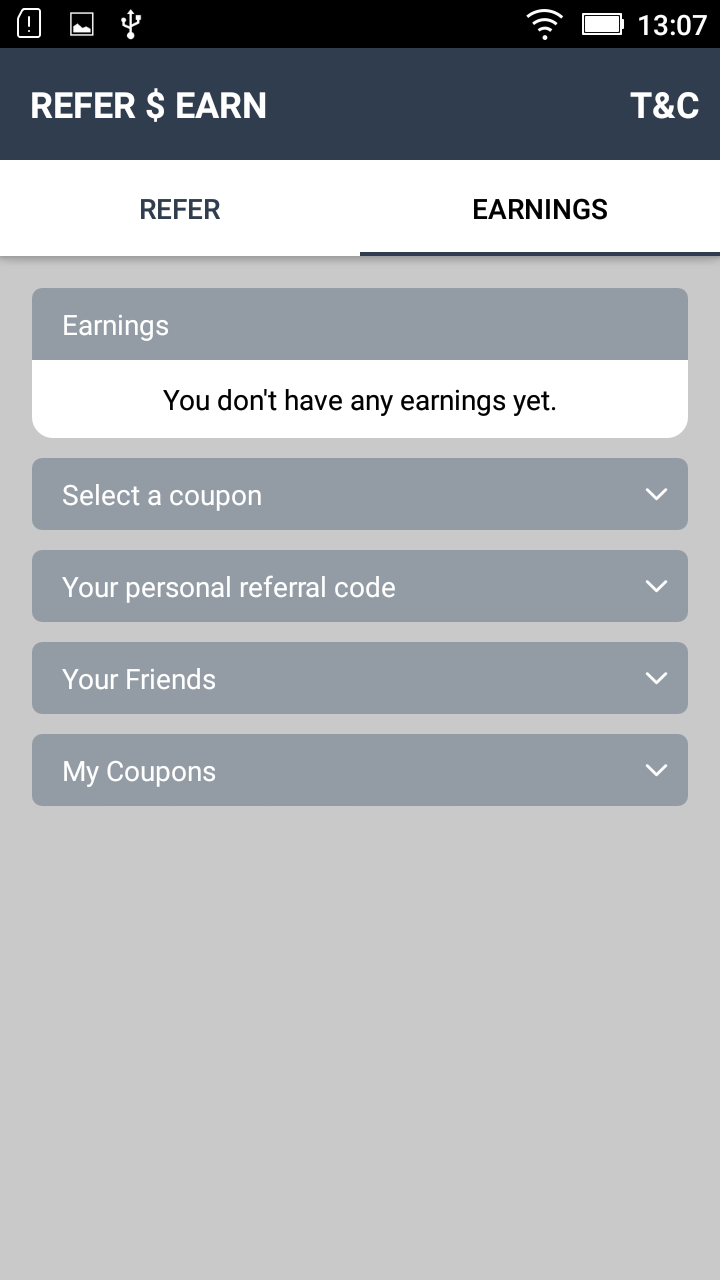 13:07
REFER $ EARN
T&C
REFER
EARNINGS
Earnings
You don't have any earnings yet.
Select a coupon
Your personal referral code
Your Friends
My Coupons